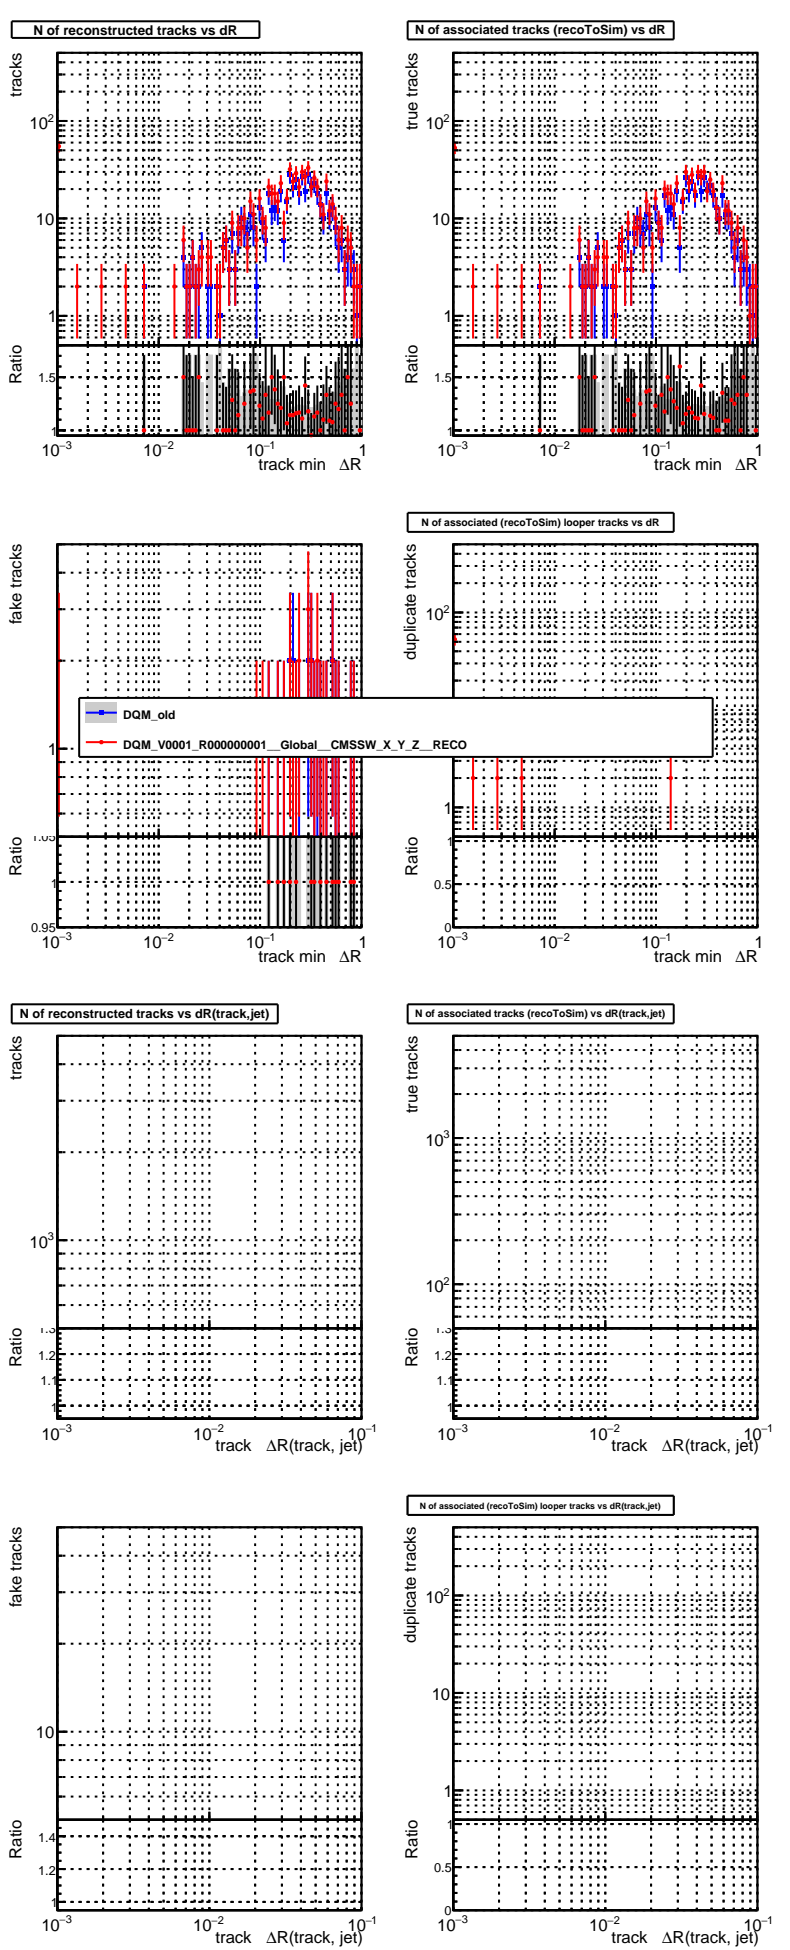 N of reconstructed tracks vs dR
tracks
10²
10
1
Ratio
1.5
1
10⁻³ 10⁻² 10⁻¹ 1
track min ΔR
N of associated tracks (recoToSim) vs dR
true tracks
10²
10
1
Ratio
1.5
1
10⁻³ 10⁻² 10⁻¹ 1
track min ΔR
fake tracks
1
Ratio
1.05
1
0.95
10⁻³ 10⁻² 10⁻¹ 1
track min ΔR
N of associated (recoToSim) looper tracks vs dR
duplicate tracks
10²
1
Ratio
1
0.5
0
10⁻³ 10⁻² 10⁻¹ 1
track min ΔR
DQM_old
DQM_V0001_R000000001__Global__CMSSW_X_Y_Z__RECO
N of reconstructed tracks vs dR(track,jet)
tracks
10³
Ratio
1.3
1.2
1.1
1
10⁻³ 10⁻² 10⁻¹
track ΔR(track, jet)
N of associated tracks (recoToSim) vs dR(track,jet)
true tracks
10³
10²
Ratio
1.3
1.2
1.1
1
10⁻³ 10⁻² 10⁻¹
track ΔR(track, jet)
fake tracks
10
Ratio
1.4
1.2
1
10⁻³ 10⁻² 10⁻¹
track ΔR(track, jet)
N of associated (recoToSim) looper tracks vs dR(track,jet)
duplicate tracks
10²
10
1
Ratio
1
0.5
0
10⁻³ 10⁻² 10⁻¹
track ΔR(track, jet)